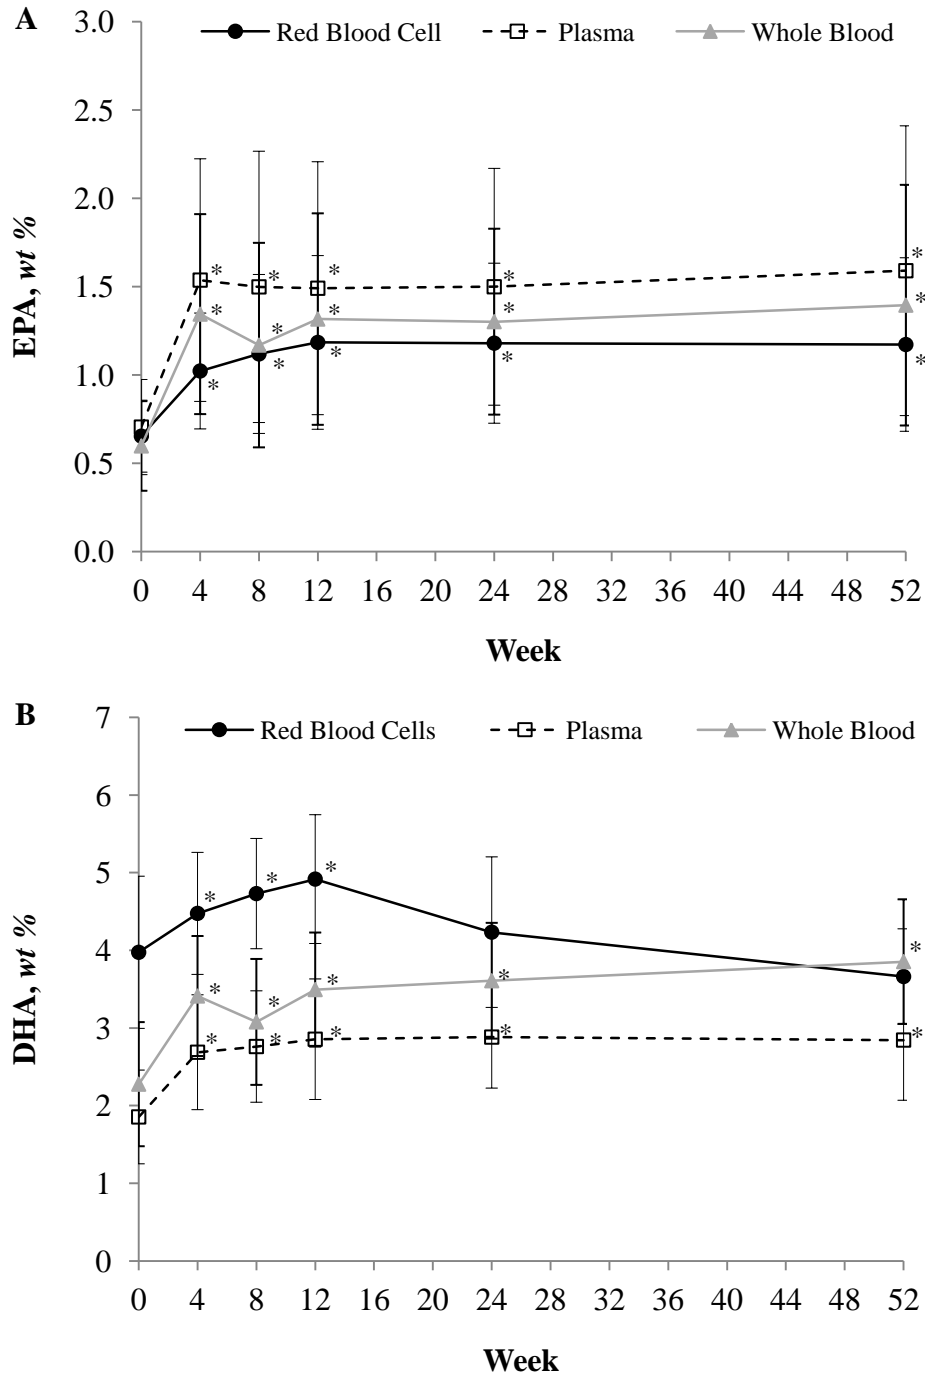 A
Red Blood Cell Plasma Whole Blood
3.0
2.5
2.0
1.5
1.0
0.5
0.0
EPA, wt %
* * * * *
* * * * *
* * * * *
0 4 8 12 16 20 24 28 32 36 40 44 48 52
Week
B
Red Blood Cells Plasma Whole Blood
7
6
5
4
3
2
1
0
DHA, wt %
* * *
* * * * *
* * * * *
0 4 8 12 16 20 24 28 32 36 40 44 48 52
Week